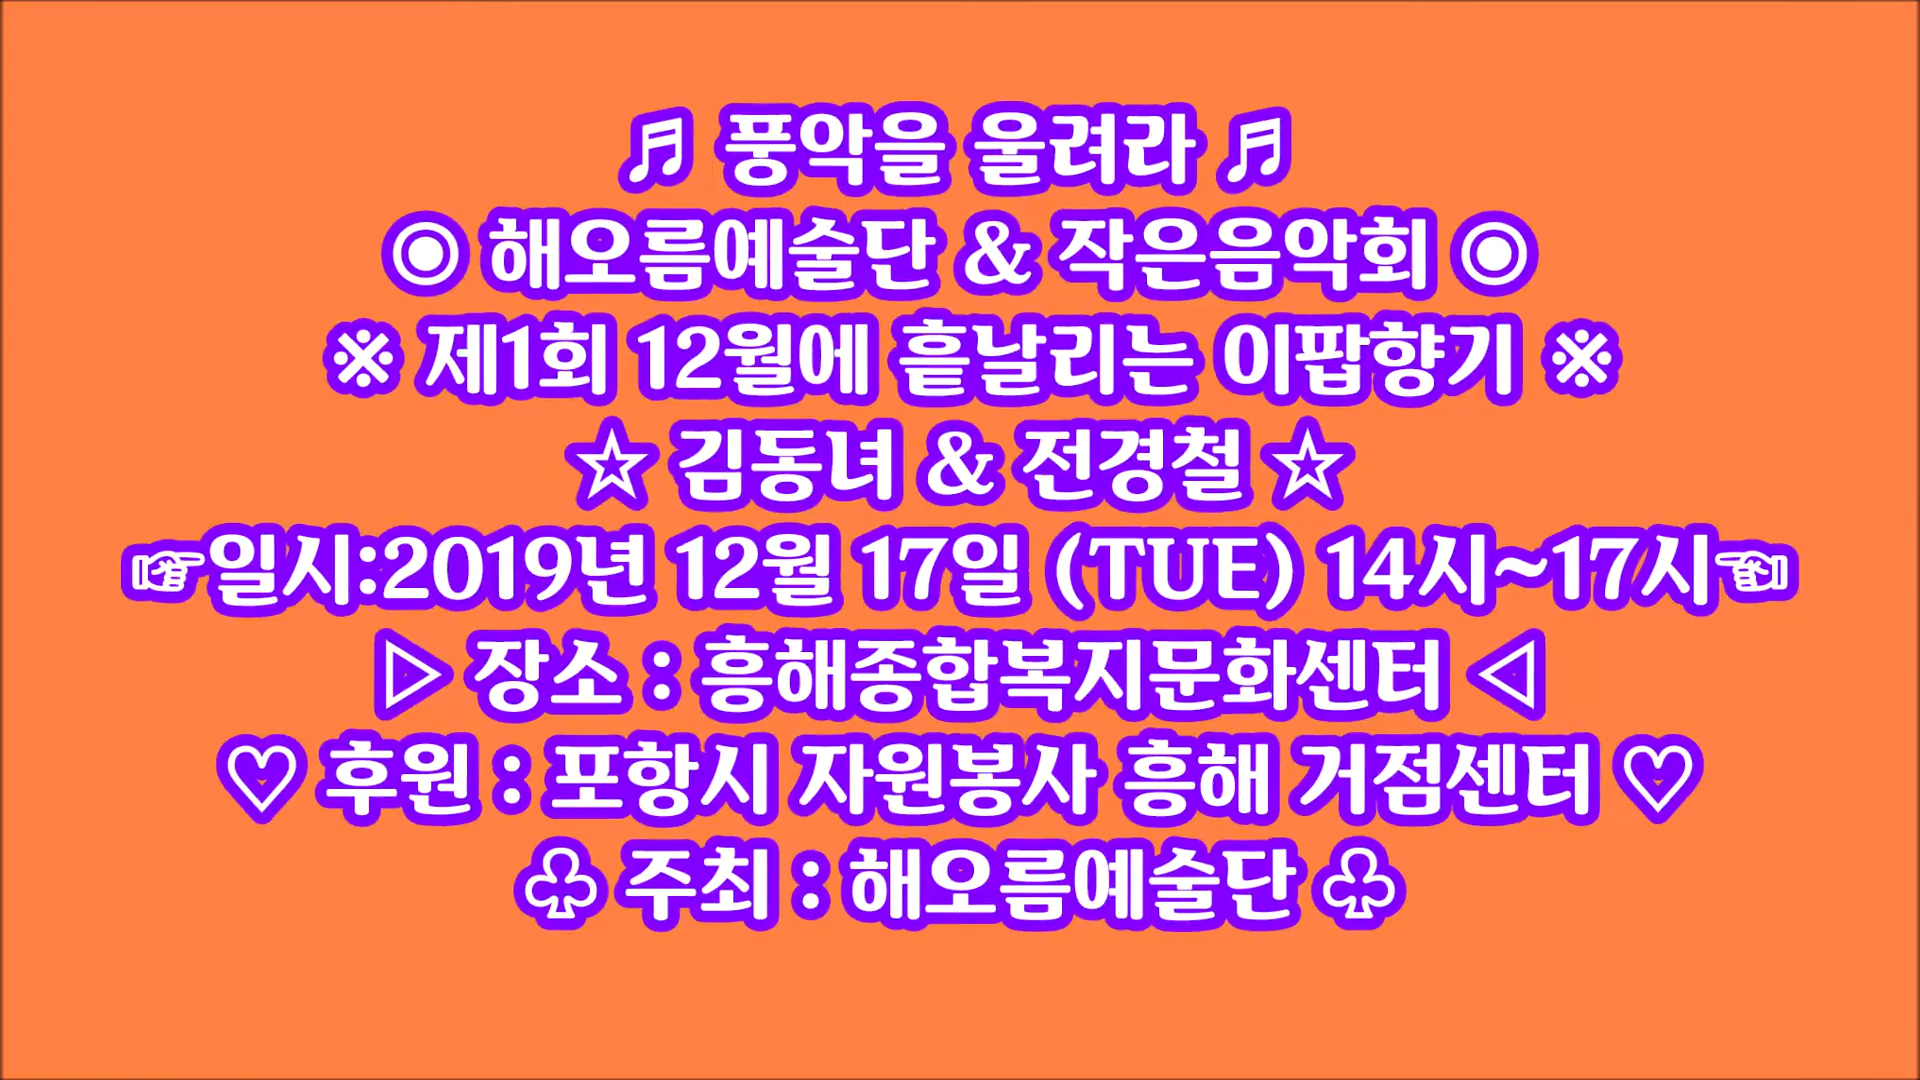 ♬ 풍악을 울려라 ♬
◎ 해오름예술단 & 작은음악회 ◎
※ 제1회 12월에 흩날리는 이팝향기 ※
☆ 김동녀 & 전경철 ☆
☞일시:2019년 12월 17일 (TUE) 14시~17시☜
▷ 장소 : 흥해종합복지문화센터 ◁
♡ 후원 : 포항시 자원봉사 흥해 거점센터 ♡
♧ 주최 : 해오름예술단 ♧